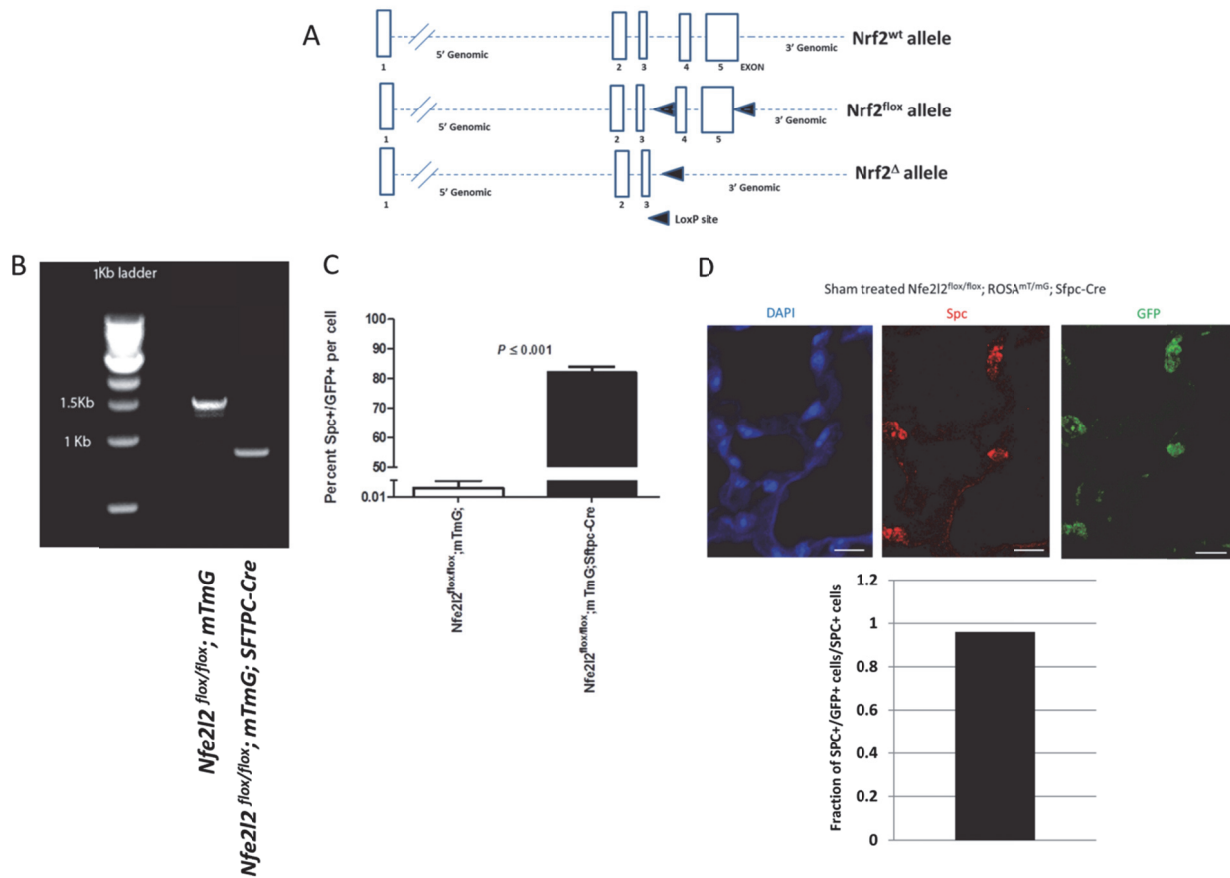 A
5' Genomic
3' Genomic
Nrf2wt allele
1
2
3
4
5
EXON
5' Genomic
3' Genomic
Nrf2flox allele
1
2
3
4
5
5' Genomic
3' Genomic
Nrf2Δ allele
1
2
3
LoxP site
B
1Kb ladder
1.5Kb
1 Kb
Nfe2l2 flox/flox; mTmG
Nfe2l2 flox/flox; mTmG; SFTPC-Cre
C
Percent Spc+/GFP+ per cell
100
90
80
70
60
50
0.01
P ≤ 0.001
Nfe2l2flox/flox;mTmG;
Nfe2l2flox/flox;m TmG;Sftpc-Cre
D
Sham treated Nfe2l2flox/flox; ROSAmT/mG; Sfpc-Cre
DAPI
Spc
GFP
Fraction of SPC+/GFP+ cells/SPC+ cells
1.2
1
0.8
0.6
0.4
0.2
0